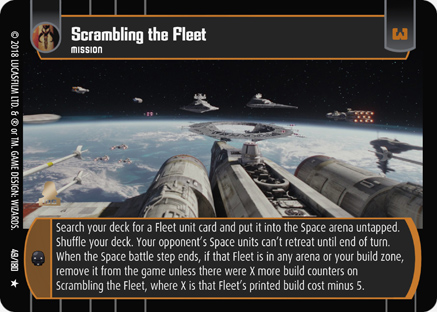 Scrambling the Fleet
MISSION
3
Search your deck for a Fleet unit card and put it into the Space arena untapped.
Shuffle your deck. Your opponent's Space units can't retreat until end of turn.
When the Space battle step ends, if that Fleet is in any arena or your build zone,
remove it from the game unless there were X more build counters on
Scrambling the Fleet, where X is that Fleet's printed build cost minus 5.
© 2018 LUCASFILM LTD. & ® or TM. GAME DESIGN: WIZARDS.